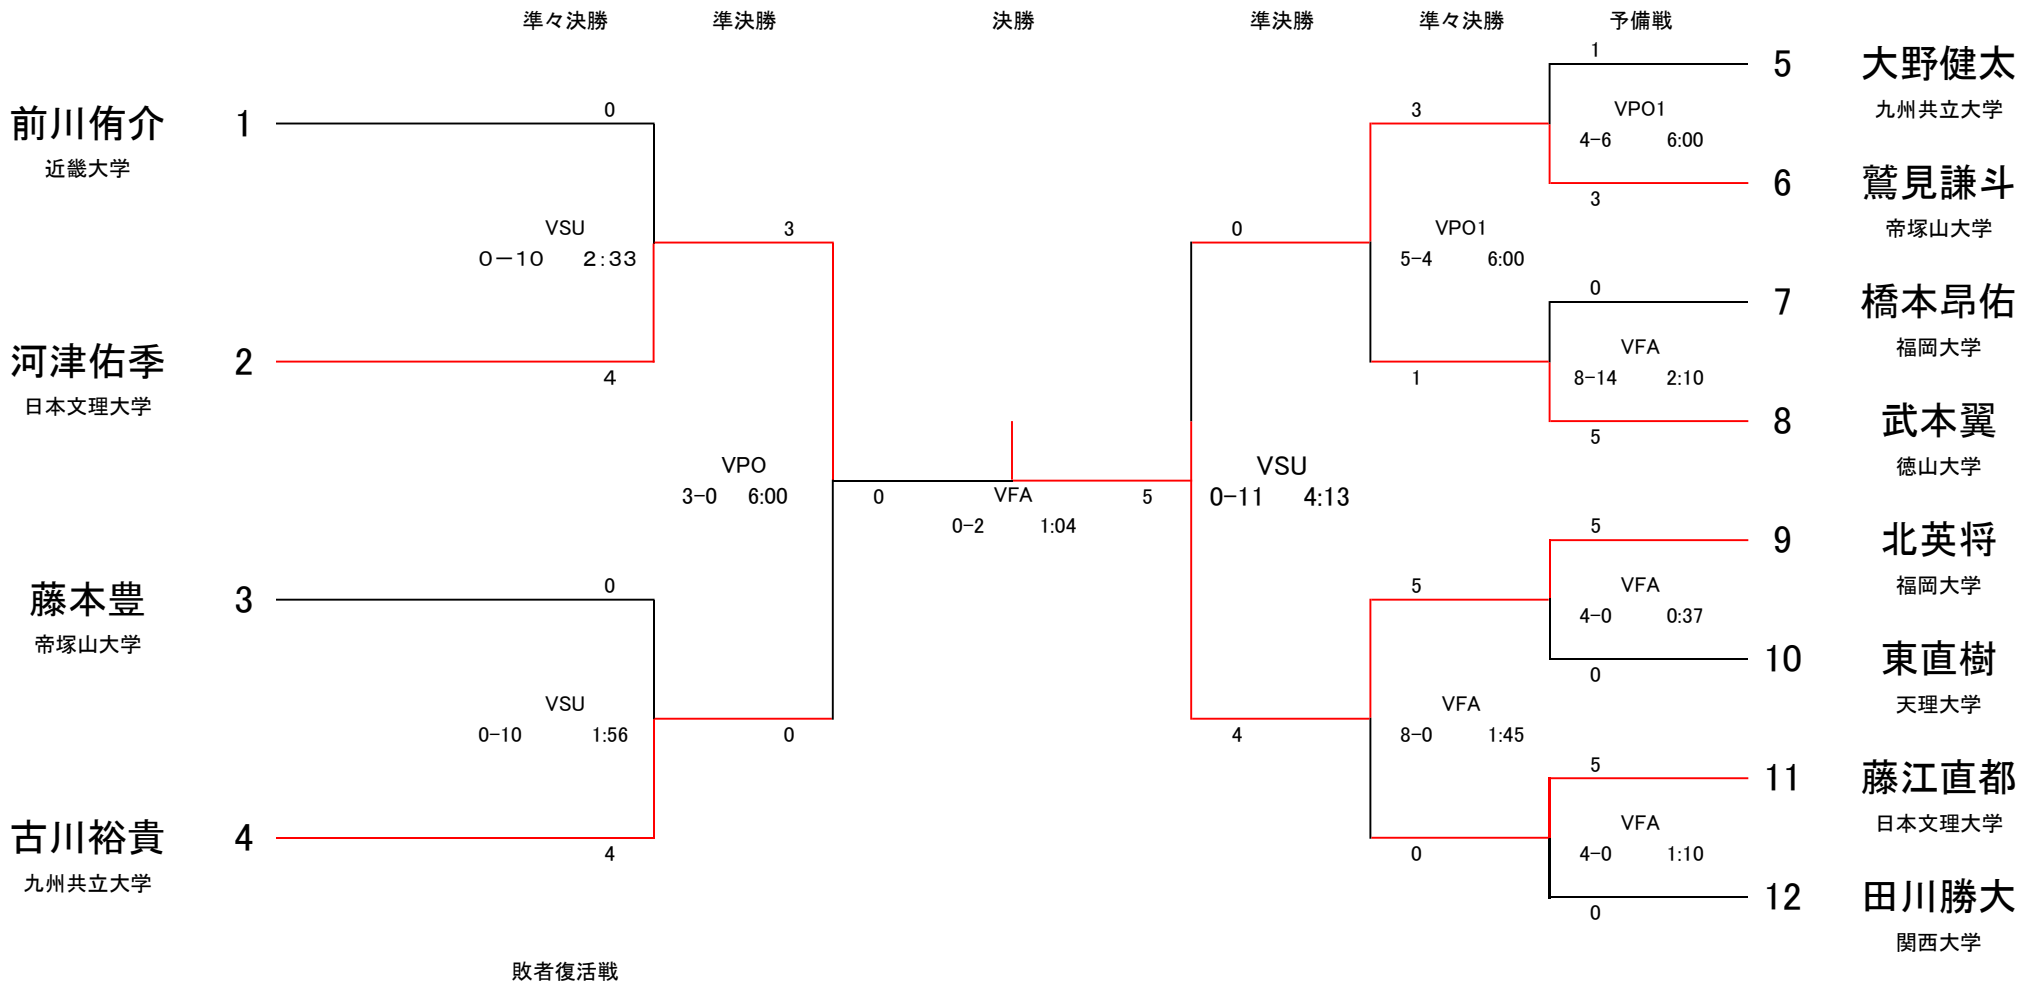 準々決勝 準決勝 決勝 準決勝 準々決勝 予備戦
1
5 大野健太
九州共立大学
VPO1
4-6 6:00
6 鷲見謙斗
3
帝塚山大学
0
7 橋本昂佑
福岡大学
VFA
8-14 2:10
8 武本翼
5
徳山大学
5
9 北英将
福岡大学
VFA
4-0 0:37
10 東直樹
0
天理大学
5
11 藤江直都
日本文理大学
VFA
4-0 1:10
12 田川勝大
0
関西大学
3
VPO1
5-4 6:00
1
5
VFA
8-0 1:45
0
0
VSU
0-11 4:13
4
前川侑介 1
近畿大学
0
VSU
0－10 2:33
河津佑季 2
日本文理大学
4
藤本豊 3
帝塚山大学
0
VSU
0-10 1:56
古川裕貴 4
九州共立大学
4
3
VPO
3-0 6:00
0
0 VFA 5
0-2 1:04
敗者復活戦